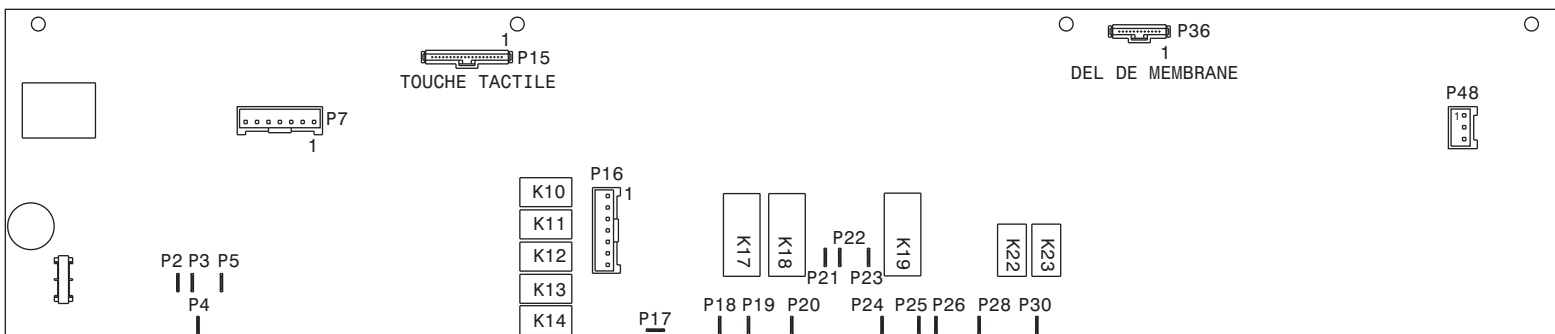 1
P15
TOUCHE TACTILE
P36
1
DEL DE MEMBRANE
P48
1
P7
1
P16
1
K10
K11
K12
K13
K14
K17
K18
K19
K22
K23
P22
P21 P23
P2 P3 P5
P4
P17
P18 P19 P20 P24 P25 P26 P28 P30